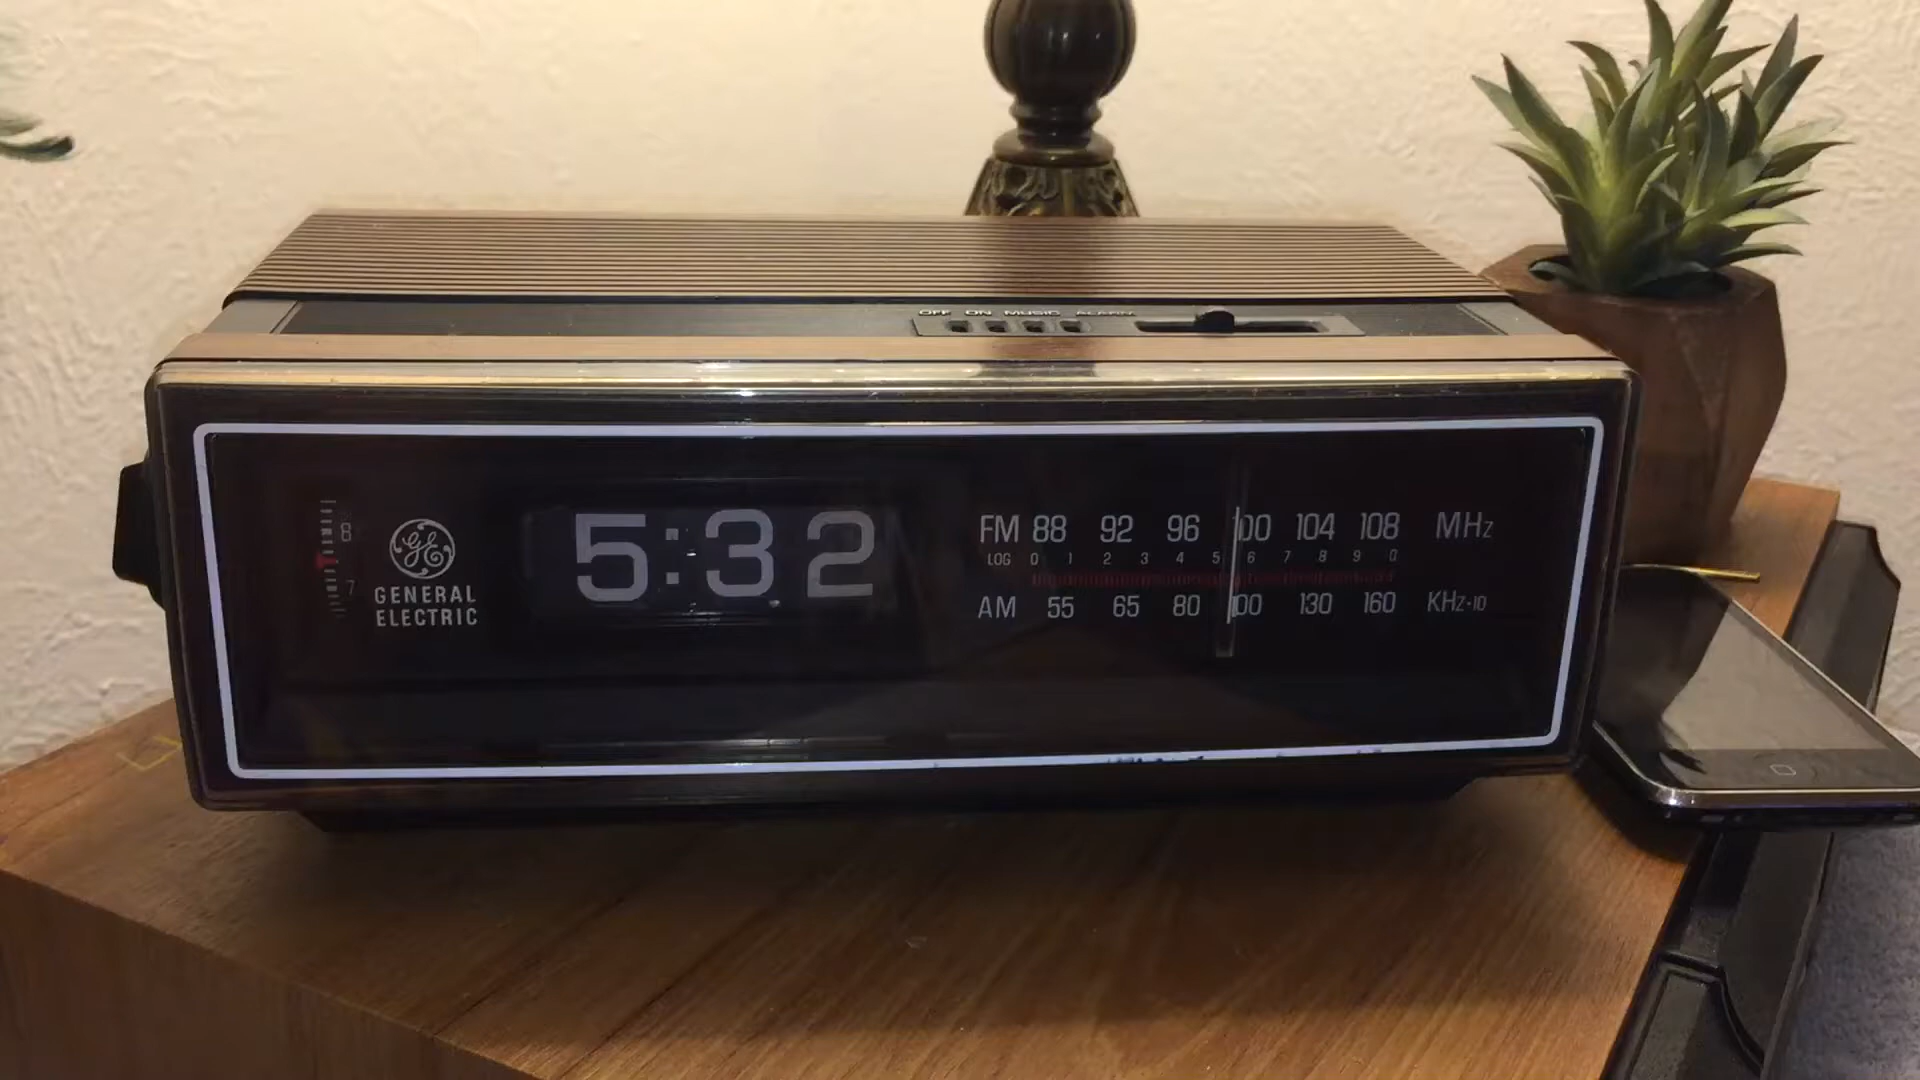 OFF ON MUSIC ALARM
8
7
GE
GENERAL
ELECTRIC
5:32
FM 88 92 96 100 104 108 MHz
LOG 0 1 2 3 4 5 6 7 8 9 0
AM 55 65 80 100 130 160 KHz·10